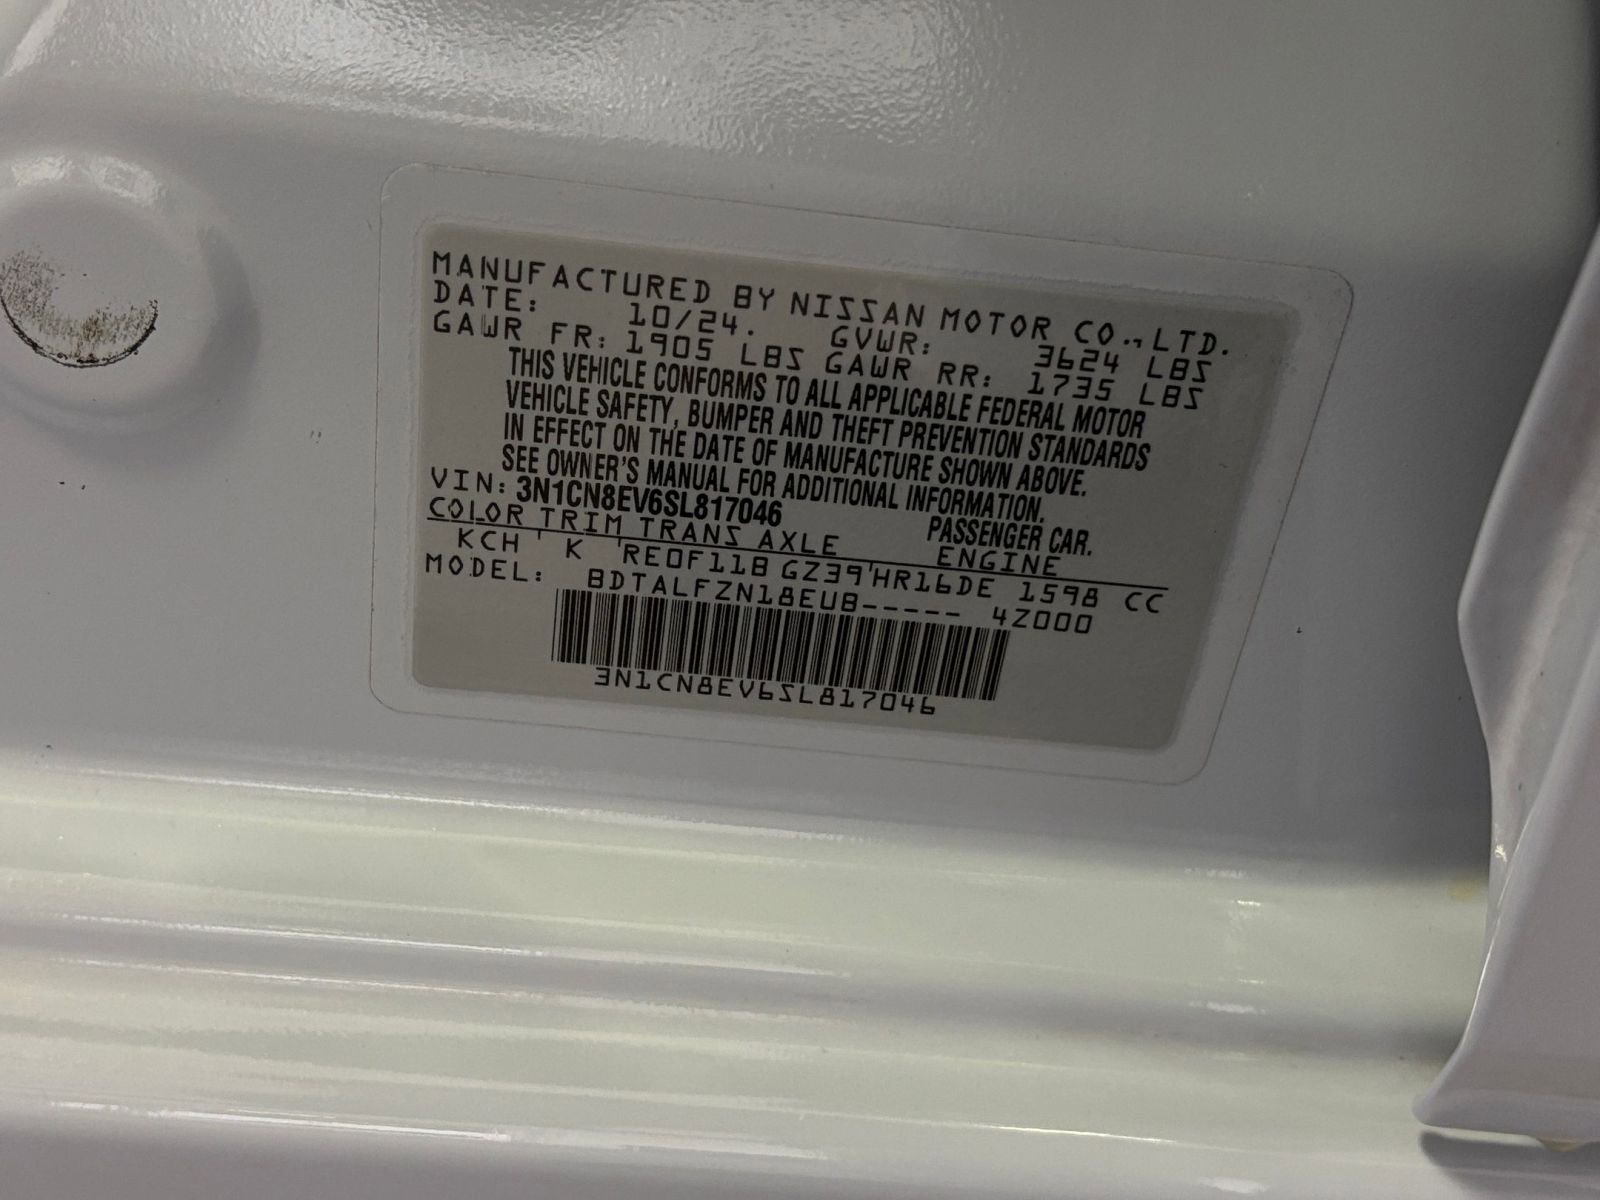 MANUFACTURED BY NISSAN MOTOR CO.,LTD.
DATE: 10/24. GVWR: 3624 LBS
GAWR FR: 1905 LBS GAWR RR: 1735 LBS
THIS VEHICLE CONFORMS TO ALL APPLICABLE FEDERAL MOTOR
VEHICLE SAFETY, BUMPER AND THEFT PREVENTION STANDARDS
IN EFFECT ON THE DATE OF MANUFACTURE SHOWN ABOVE.
SEE OWNER'S MANUAL FOR ADDITIONAL INFORMATION.
VIN: 3N1CN8EV6SL817046 PASSENGER CAR.
COLOR TRIM TRANS AXLE ENGINE
KCH K RE0F11B GZ39 HR16DE 1598 CC
MODEL: BDTALFZN18EUB----- 4Z000
3N1CN8EV6SL817046